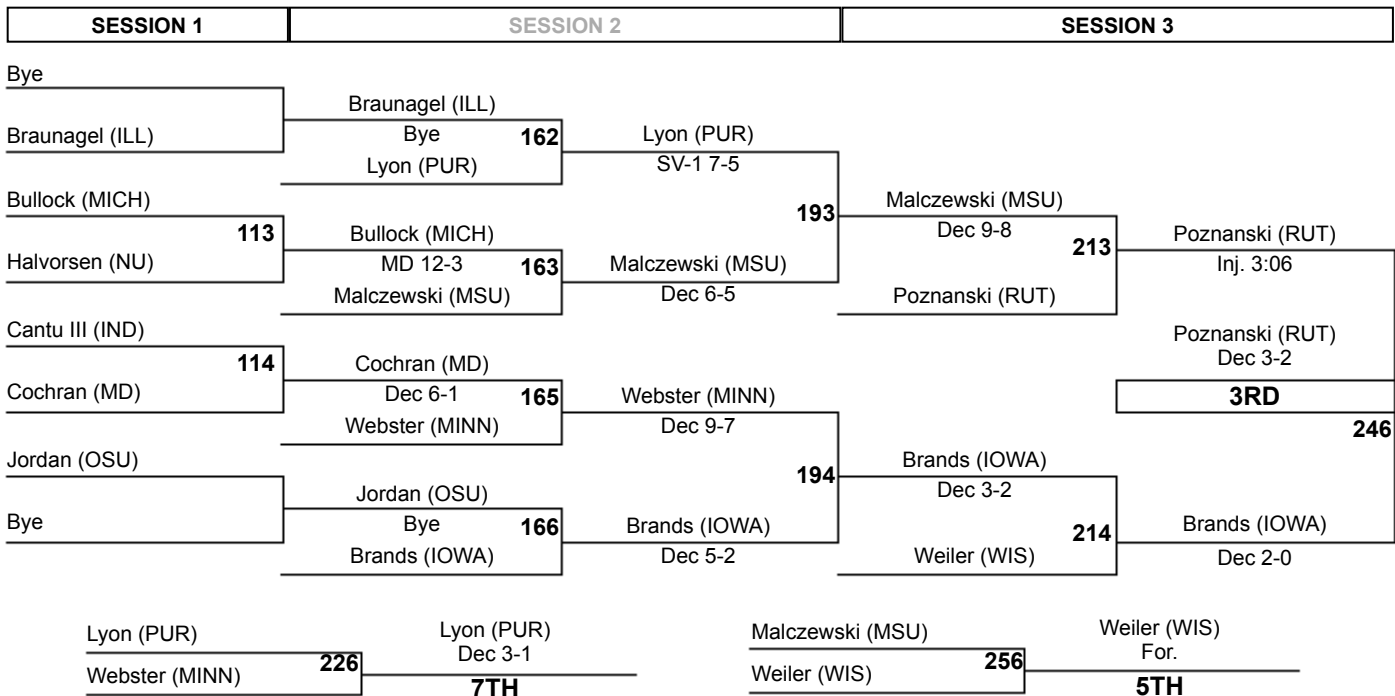 SESSION 1
SESSION 2
SESSION 3
Bye
Braunagel (ILL)
Bullock (MICH)
113
Halvorsen (NU)
Cantu III (IND)
114
Cochran (MD)
Jordan (OSU)
Bye
Braunagel (ILL)
Bye
162
Lyon (PUR)
Bullock (MICH)
MD 12-3
163
Malczewski (MSU)
Cochran (MD)
Dec 6-1
165
Webster (MINN)
Jordan (OSU)
Bye
166
Brands (IOWA)
Lyon (PUR)
SV-1 7-5
193
Malczewski (MSU)
Dec 6-5
Webster (MINN)
Dec 9-7
194
Brands (IOWA)
Dec 5-2
Malczewski (MSU)
Dec 9-8
213
Poznanski (RUT)
Brands (IOWA)
Dec 3-2
214
Weiler (WIS)
Poznanski (RUT)
Inj. 3:06
Poznanski (RUT)
Dec 3-2
3RD
246
Brands (IOWA)
Dec 2-0
Lyon (PUR)
226
Webster (MINN)
Lyon (PUR)
Dec 3-1
7TH
Malczewski (MSU)
256
Weiler (WIS)
Weiler (WIS)
For.
5TH